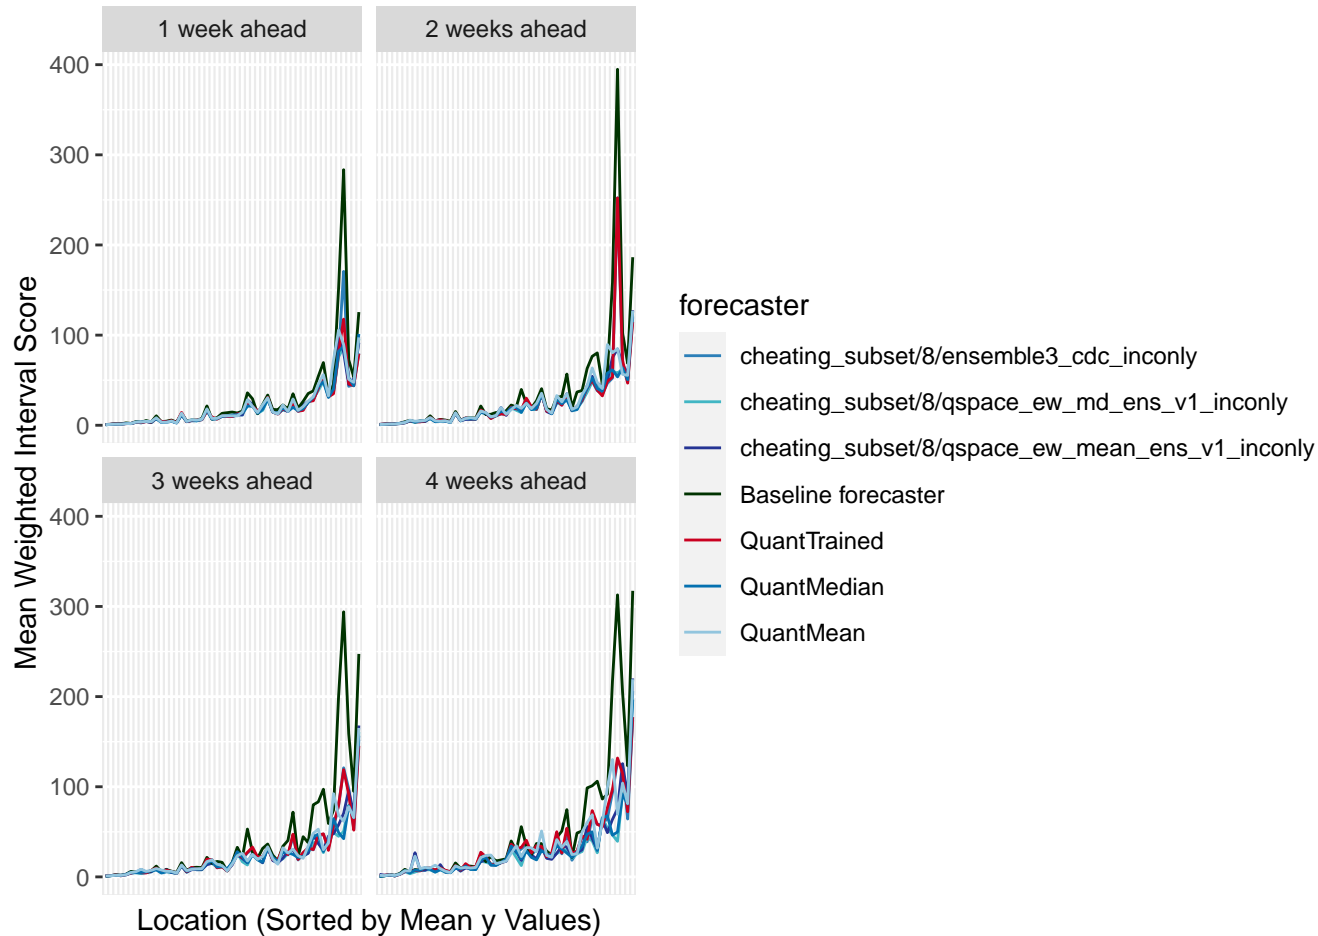 1 week ahead
2 weeks ahead
400
300
200
100
0
3 weeks ahead
4 weeks ahead
400
300
200
100
0
Mean Weighted Interval Score
Location (Sorted by Mean y Values)
forecaster
cheating_subset/8/ensemble3_cdc_inconly
cheating_subset/8/qspace_ew_md_ens_v1_inconly
cheating_subset/8/qspace_ew_mean_ens_v1_inconly
Baseline forecaster
QuantTrained
QuantMedian
QuantMean